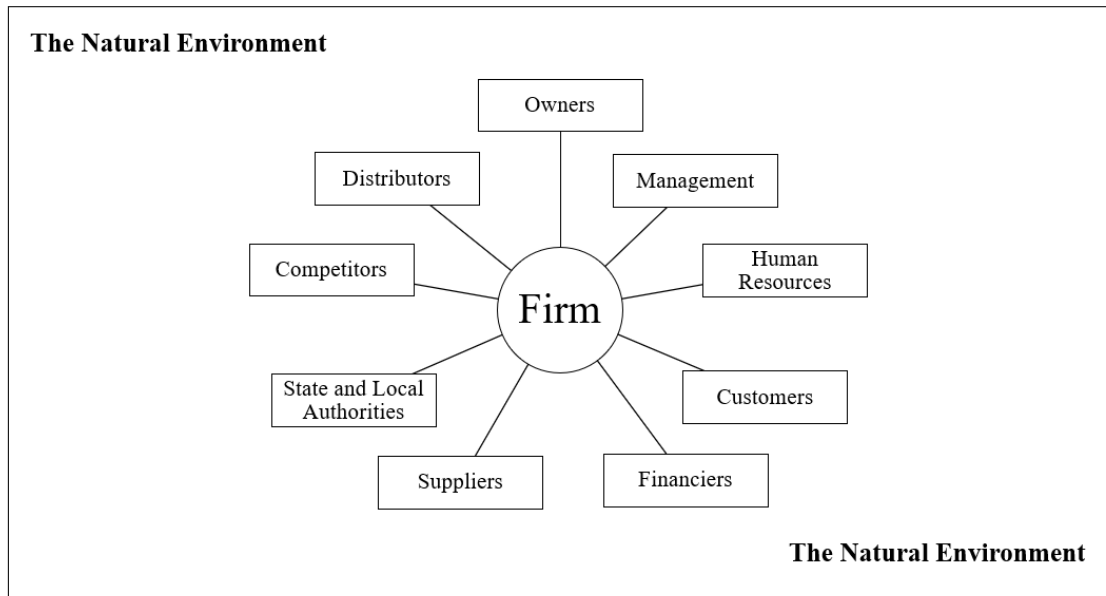 The Natural Environment
Owners
Distributors
Management
Competitors
Human
Resources
Firm
State and Local
Authorities
Customers
Suppliers
Financiers
The Natural Environment